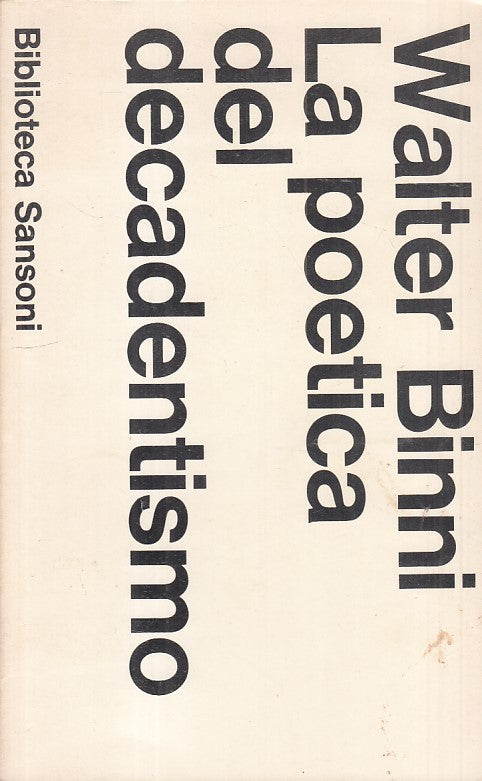 Walter Binni
La poetica
del
decadentismo
Biblioteca Sansoni